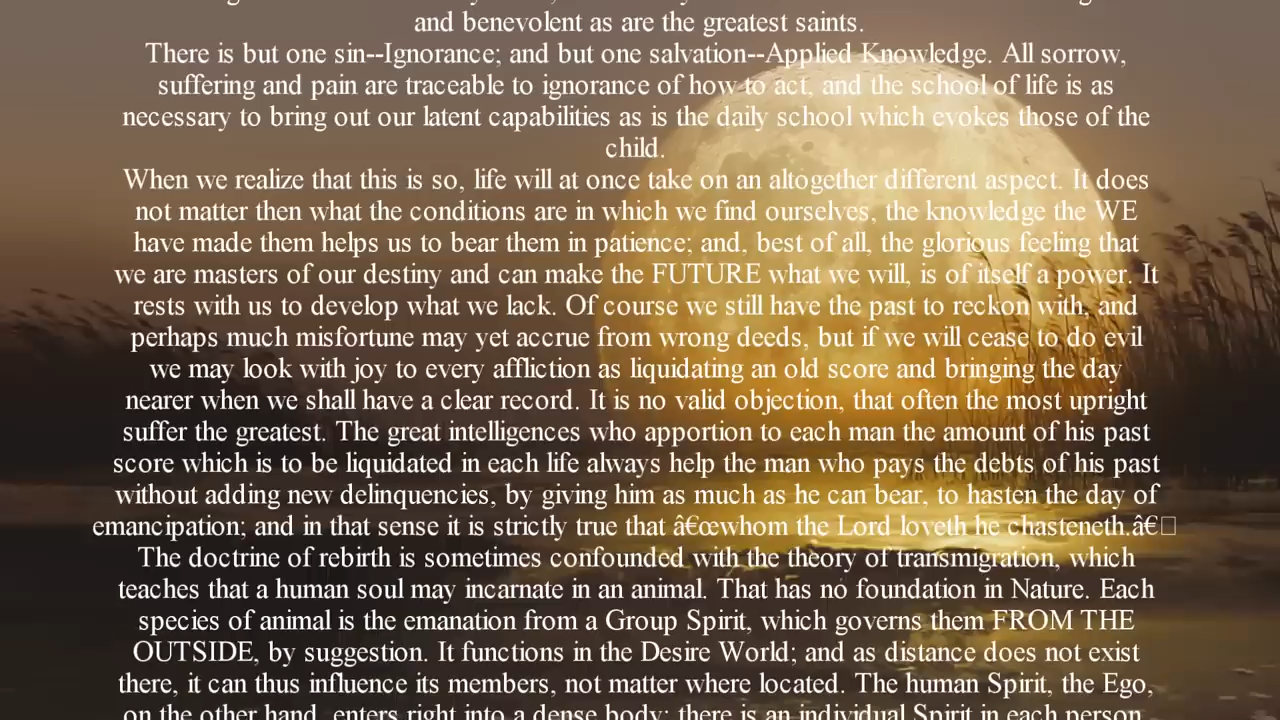 and benevolent as are the greatest saints.
There is but one sin--Ignorance; and but one salvation--Applied Knowledge. All sorrow,
suffering and pain are traceable to ignorance of how to act, and the school of life is as
necessary to bring out our latent capabilities as is the daily school which evokes those of the
child.
When we realize that this is so, life will at once take on an altogether different aspect. It does
not matter then what the conditions are in which we find ourselves, the knowledge the WE
have made them helps us to bear them in patience; and, best of all, the glorious feeling that
we are masters of our destiny and can make the FUTURE what we will, is of itself a power. It
rests with us to develop what we lack. Of course we still have the past to reckon with, and
perhaps much misfortune may yet accrue from wrong deeds, but if we will cease to do evil
we may look with joy to every affliction as liquidating an old score and bringing the day
nearer when we shall have a clear record. It is no valid objection, that often the most upright
suffer the greatest. The great intelligences who apportion to each man the amount of his past
score which is to be liquidated in each life always help the man who pays the debts of his past
without adding new delinquencies, by giving him as much as he can bear, to hasten the day of
emancipation; and in that sense it is strictly true that â€œwhom the Lord loveth he chasteneth.â€□
The doctrine of rebirth is sometimes confounded with the theory of transmigration, which
teaches that a human soul may incarnate in an animal. That has no foundation in Nature. Each
species of animal is the emanation from a Group Spirit, which governs them FROM THE
OUTSIDE, by suggestion. It functions in the Desire World; and as distance does not exist
there, it can thus influence its members, not matter where located. The human Spirit, the Ego,
on the other hand, enters right into a dense body; there is an individual Spirit in each person